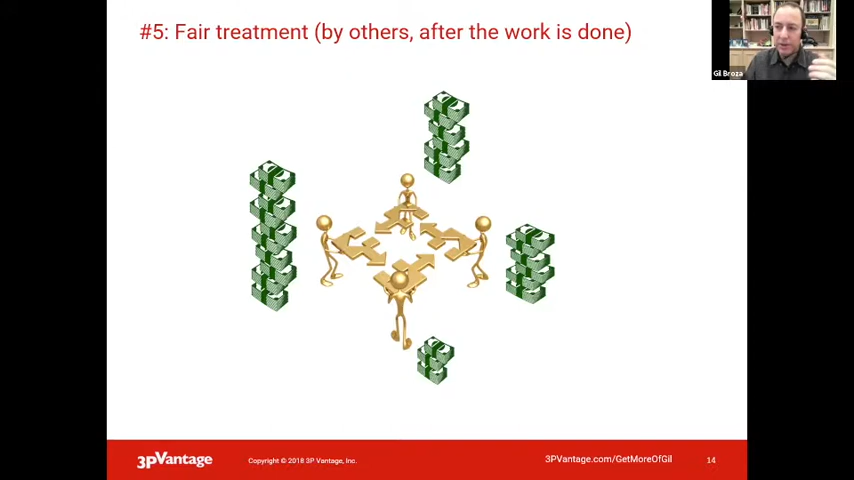 #5: Fair treatment (by others, after the work is done)
Gil Broza
3PVantage
Copyright © 2018 3P Vantage, Inc.
3PVantage.com/GetMoreOfGil
14